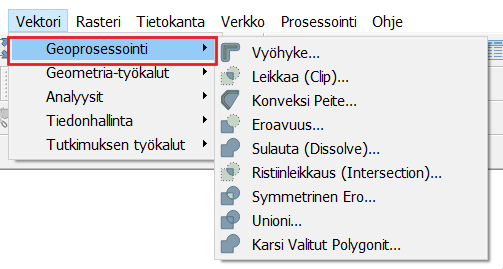 Vektori Rasteri Tietokanta Verkko Prosessointi Ohje
Geoprosessointi
Geometria-työkalut
Analyysit
Tiedonhallinta
Tutkimuksen työkalut
Vyöhyke...
Leikkaa (Clip)...
Konveksi Peite...
Eroavuus...
Sulauta (Dissolve)...
Ristiinleikkaus (Intersection)...
Symmetrinen Ero...
Unioni...
Karsi Valitut Polygonit...